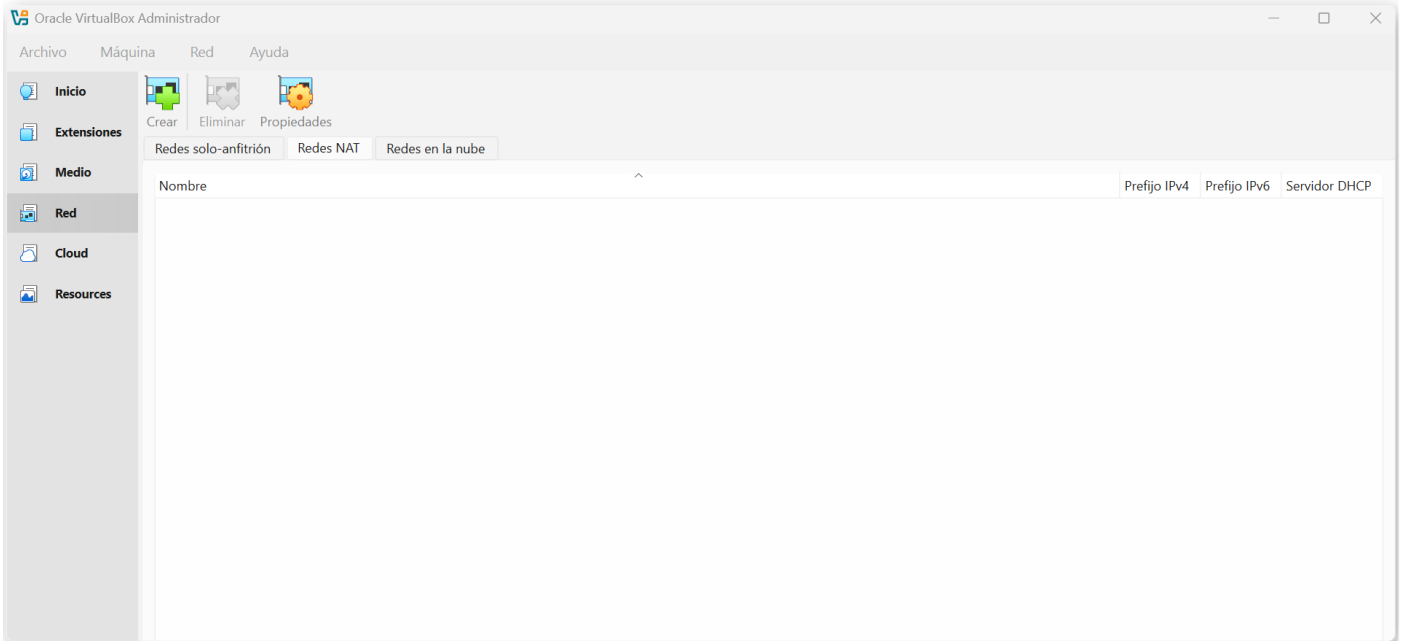 Oracle VirtualBox Administrador
Archivo Máquina Red Ayuda
Inicio
Extensiones
Medio
Red
Cloud
Resources
Crear Eliminar Propiedades
Redes solo-anfitrión Redes NAT Redes en la nube
Nombre Prefijo IPv4 Prefijo IPv6 Servidor DHCP